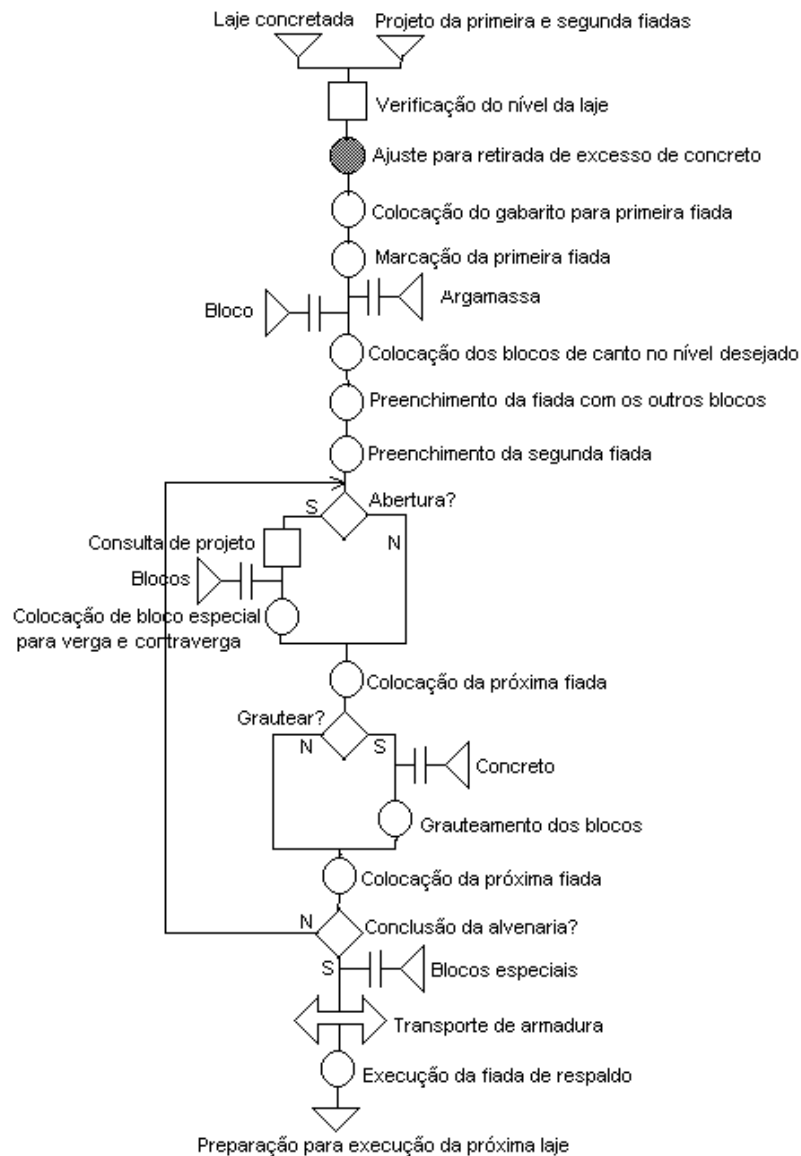 Laje concretada
Projeto da primeira e segunda fiadas
Verificação do nível da laje
Ajuste para retirada de excesso de concreto
Colocação do gabarito para primeira fiada
Marcação da primeira fiada
Bloco
Argamassa
Colocação dos blocos de canto no nível desejado
Preenchimento da fiada com os outros blocos
Preenchimento da segunda fiada
Abertura?
S
N
Consulta de projeto
Blocos
Colocação de bloco especial
para verga e contraverga
Colocação da próxima fiada
Grautear?
N
S
Concreto
Grauteamento dos blocos
Colocação da próxima fiada
N
Conclusão da alvenaria?
S
Blocos especiais
Transporte de armadura
Execução da fiada de respaldo
Preparação para execução da próxima laje